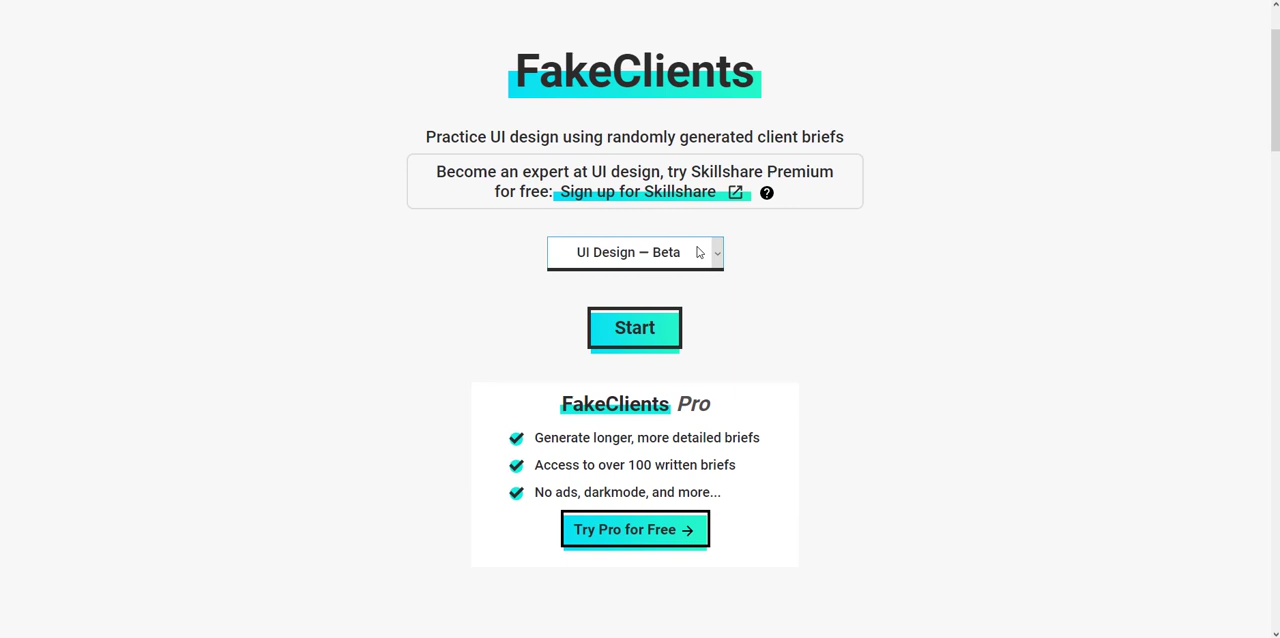 FakeClients
Practice UI design using randomly generated client briefs
Become an expert at UI design, try Skillshare Premium
for free: Sign up for Skillshare
UI Design — Beta
Start
FakeClients Pro
Generate longer, more detailed briefs
Access to over 100 written briefs
No ads, darkmode, and more...
Try Pro for Free →